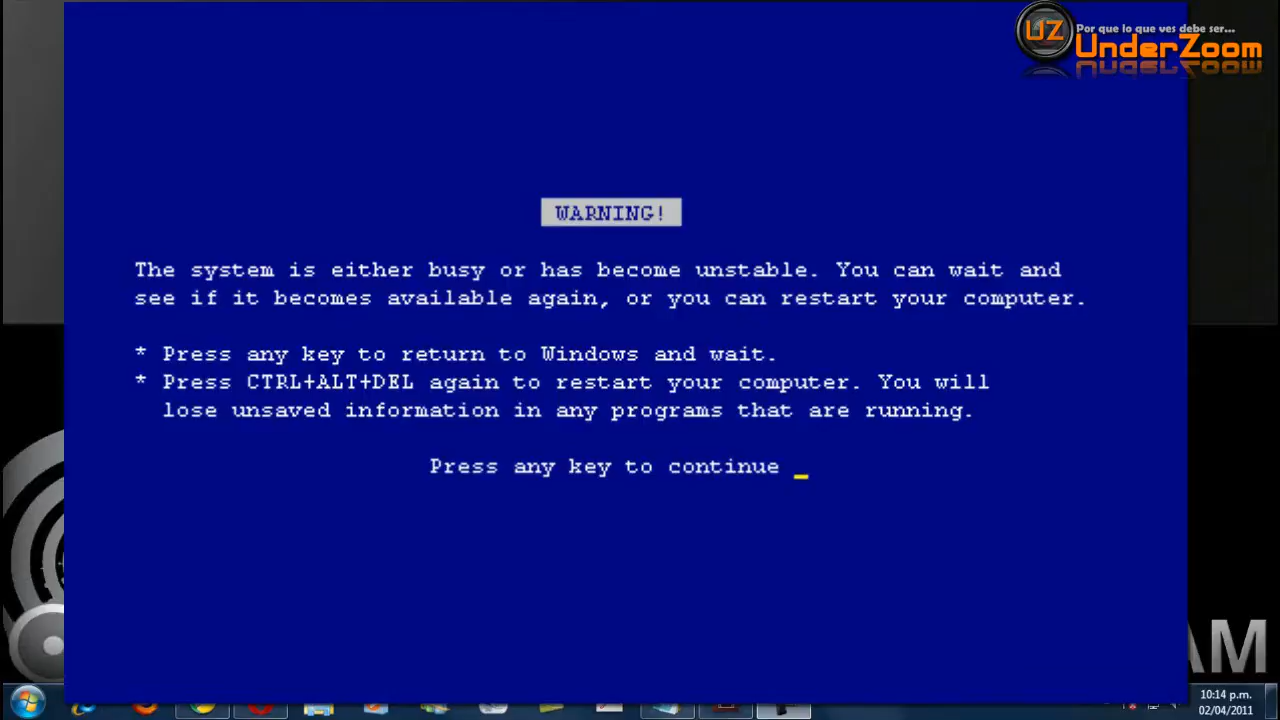 UZ
Por que lo que ves debe ser...
UnderZoom
WARNING!
The system is either busy or has become unstable. You can wait and
see if it becomes available again, or you can restart your computer.
* Press any key to return to Windows and wait.
* Press CTRL+ALT+DEL again to restart your computer. You will
lose unsaved information in any programs that are running.
Press any key to continue _
AM
10:14 p.m.
02/04/2011